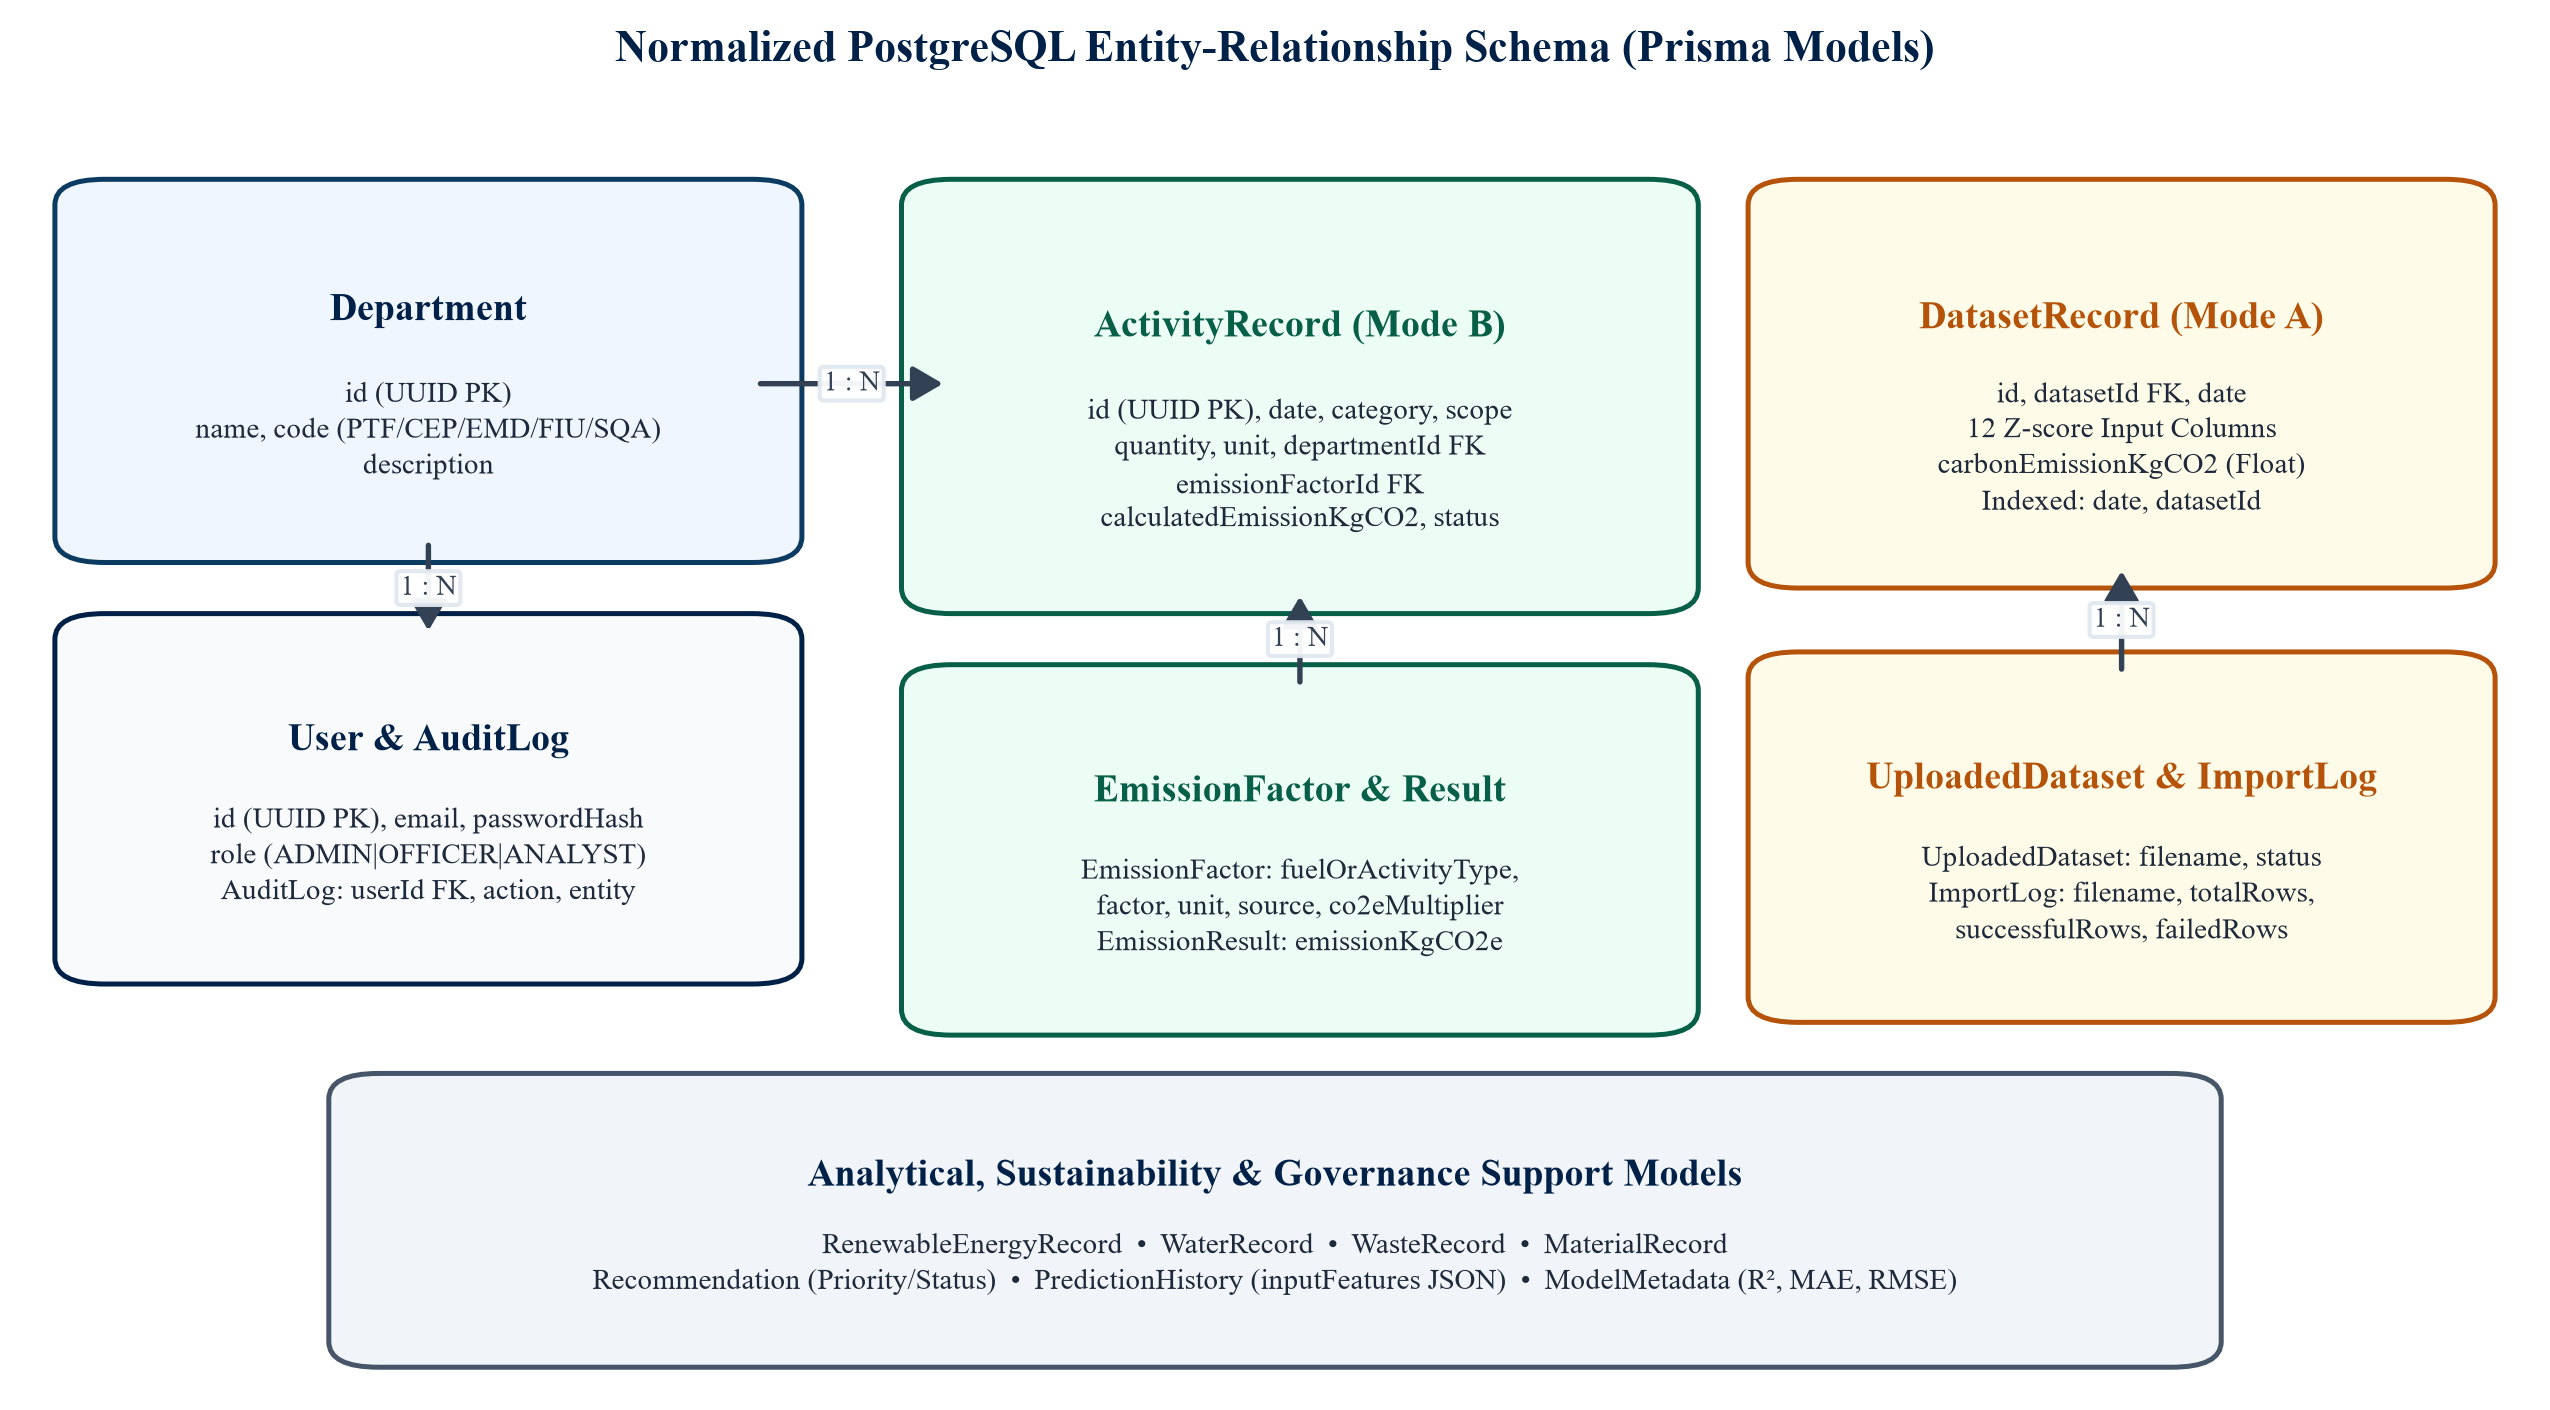 Normalized PostgreSQL Entity-Relationship Schema (Prisma Models)
Department
id (UUID PK)
name, code (PTF/CEP/EMD/FIU/SQA)
description
1 : N
ActivityRecord (Mode B)
id (UUID PK), date, category, scope
quantity, unit, departmentId FK
emissionFactorId FK
calculatedEmissionKgCO2, status
DatasetRecord (Mode A)
id, datasetId FK, date
12 Z-score Input Columns
carbonEmissionKgCO2 (Float)
Indexed: date, datasetId
1 : N
1 : N
1 : N
User & AuditLog
id (UUID PK), email, passwordHash
role (ADMIN|OFFICER|ANALYST)
AuditLog: userId FK, action, entity
EmissionFactor & Result
EmissionFactor: fuelOrActivityType,
factor, unit, source, co2eMultiplier
EmissionResult: emissionKgCO2e
UploadedDataset & ImportLog
UploadedDataset: filename, status
ImportLog: filename, totalRows,
successfulRows, failedRows
Analytical, Sustainability & Governance Support Models
RenewableEnergyRecord • WaterRecord • WasteRecord • MaterialRecord
Recommendation (Priority/Status) • PredictionHistory (inputFeatures JSON) • ModelMetadata (R², MAE, RMSE)